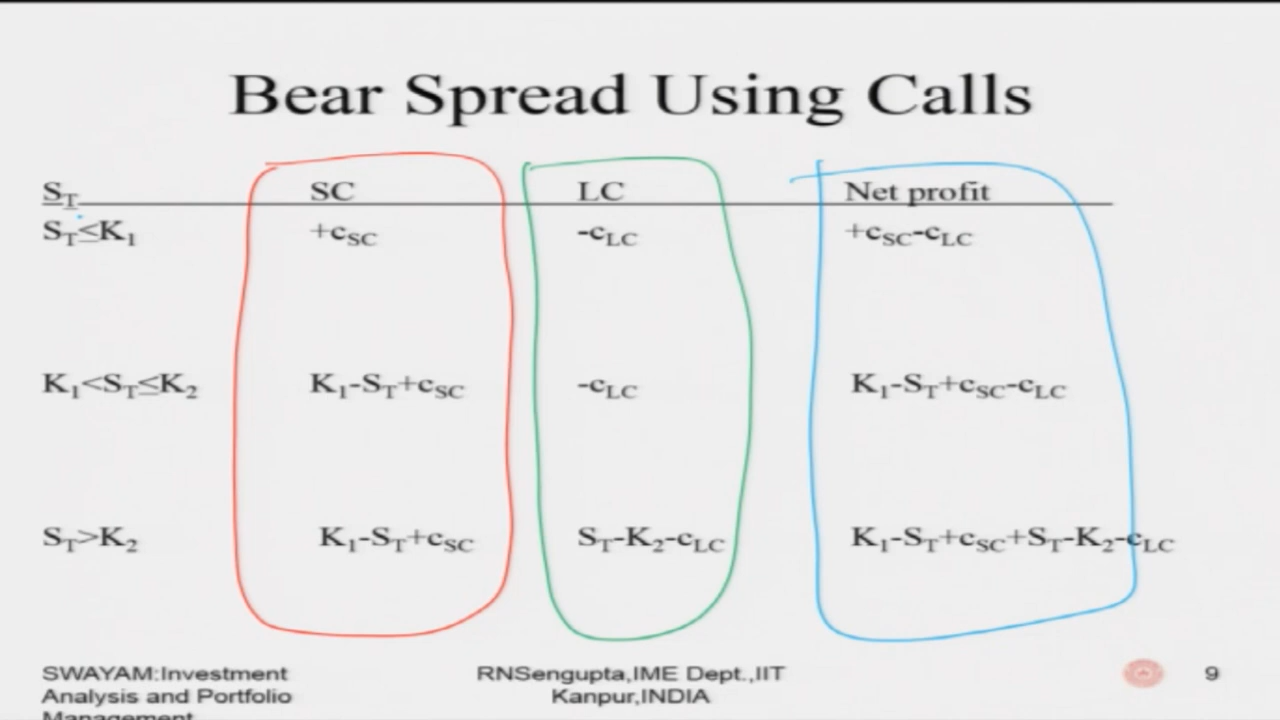 Bear Spread Using Calls
S_T SC LC Net profit
S_T≤K_1 +c_SC -c_LC +c_SC-c_LC
K_1<S_T≤K_2 K_1-S_T+c_SC -c_LC K_1-S_T+c_SC-c_LC
S_T>K_2 K_1-S_T+c_SC S_T-K_2-c_LC K_1-S_T+c_SC+S_T-K_2-c_LC
SWAYAM:Investment
Analysis and Portfolio
Management
RNSengupta,IME Dept.,IIT
Kanpur,INDIA
9